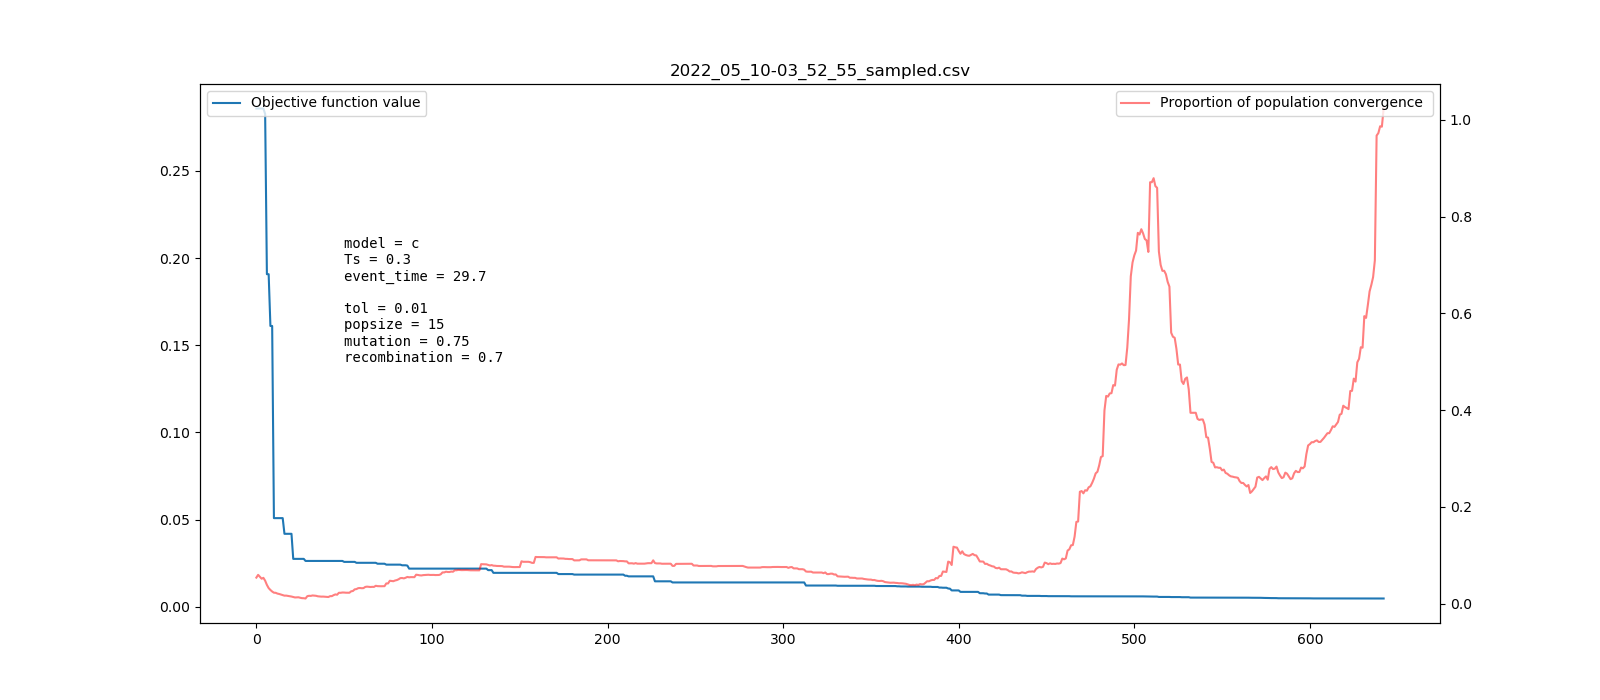 2022_05_10-03_52_55_sampled.csv
Objective function value
Proportion of population convergence
model = c
Ts = 0.3
event_time = 29.7
tol = 0.01
popsize = 15
mutation = 0.75
recombination = 0.7
0.25
0.20
0.15
0.10
0.05
0.00
1.0
0.8
0.6
0.4
0.2
0.0
0 100 200 300 400 500 600